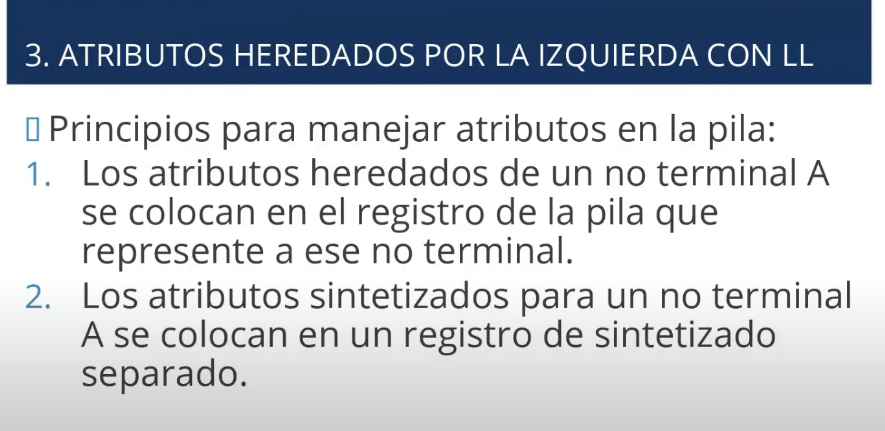 3. ATRIBUTOS HEREDADOS POR LA IZQUIERDA CON LL
▯ Principios para manejar atributos en la pila:
1. Los atributos heredados de un no terminal A
se colocan en el registro de la pila que
represente a ese no terminal.
2. Los atributos sintetizados para un no terminal
A se colocan en un registro de sintetizado
separado.